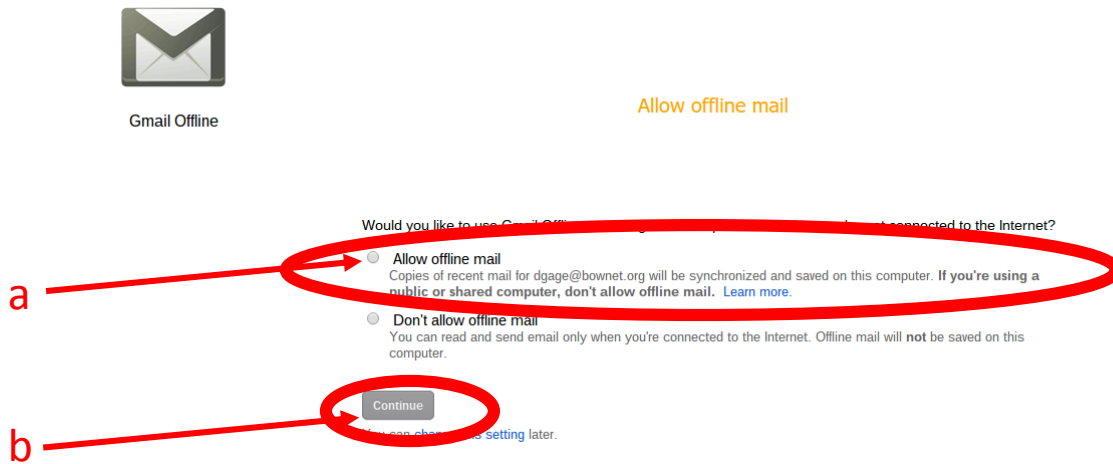 Gmail Offline
Allow offline mail
Would you like to use Gmail connected to the Internet?
Allow offline mail
Copies of recent mail for dgage@bownet.org will be synchronized and saved on this computer. If you're using a
public or shared computer, don't allow offline mail. Learn more.
a
Don't allow offline mail
You can read and send email only when you're connected to the Internet. Offline mail will not be saved on this
computer.
Continue
b
You can change this setting later.